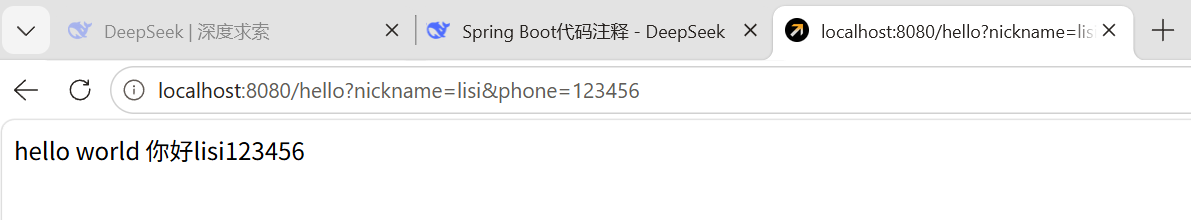 DeepSeek | 深度求索
Spring Boot代码注释 - DeepSeek
localhost:8080/hello?nickname=lis
localhost:8080/hello?nickname=lisi&phone=123456
hello world 你好lisi123456